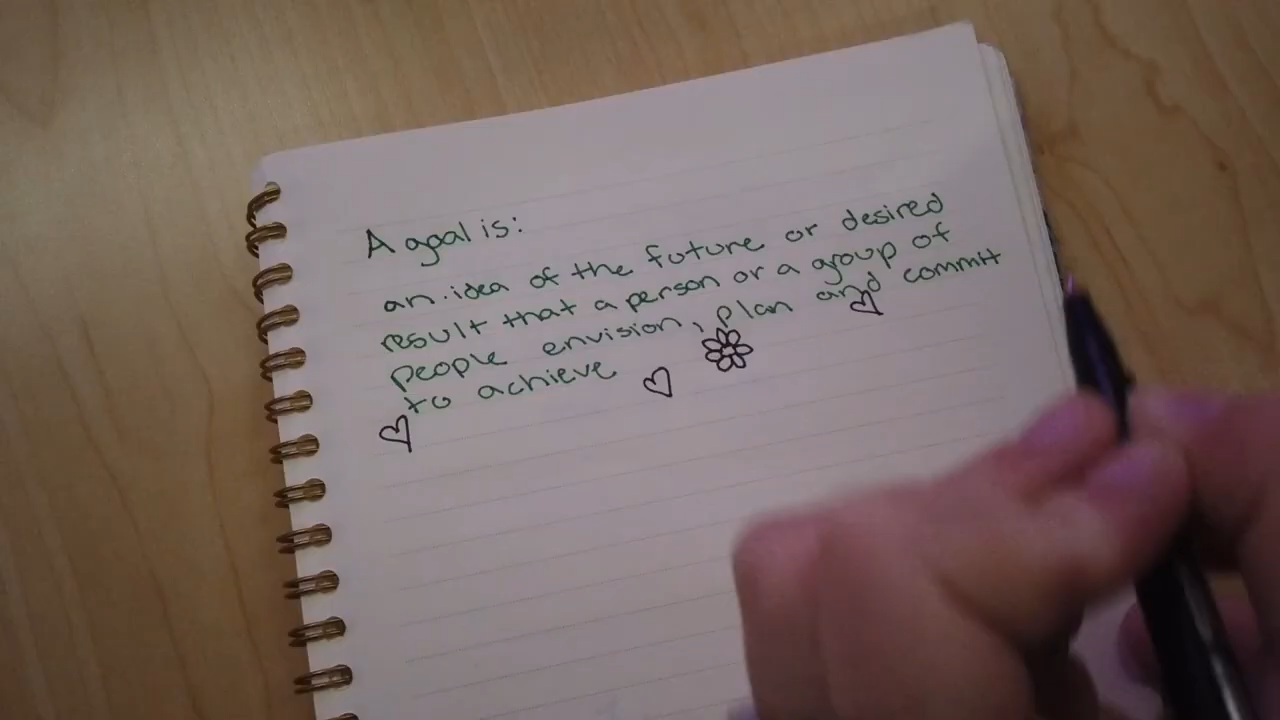 A goal is:
an idea of the future or desired
result that a person or a group of
people envision, plan and commit
to achieve